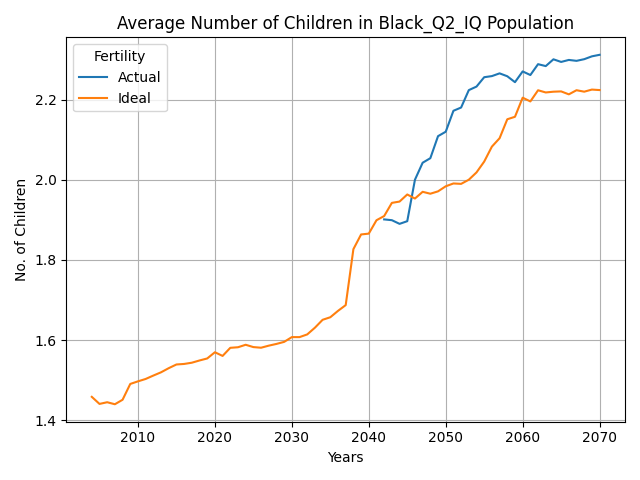 Average Number of Children in Black_Q2_IQ Population
Fertility
Actual
Ideal
No. of Children
2.2
2.0
1.8
1.6
1.4
2010 2020 2030 2040 2050 2060 2070
Years